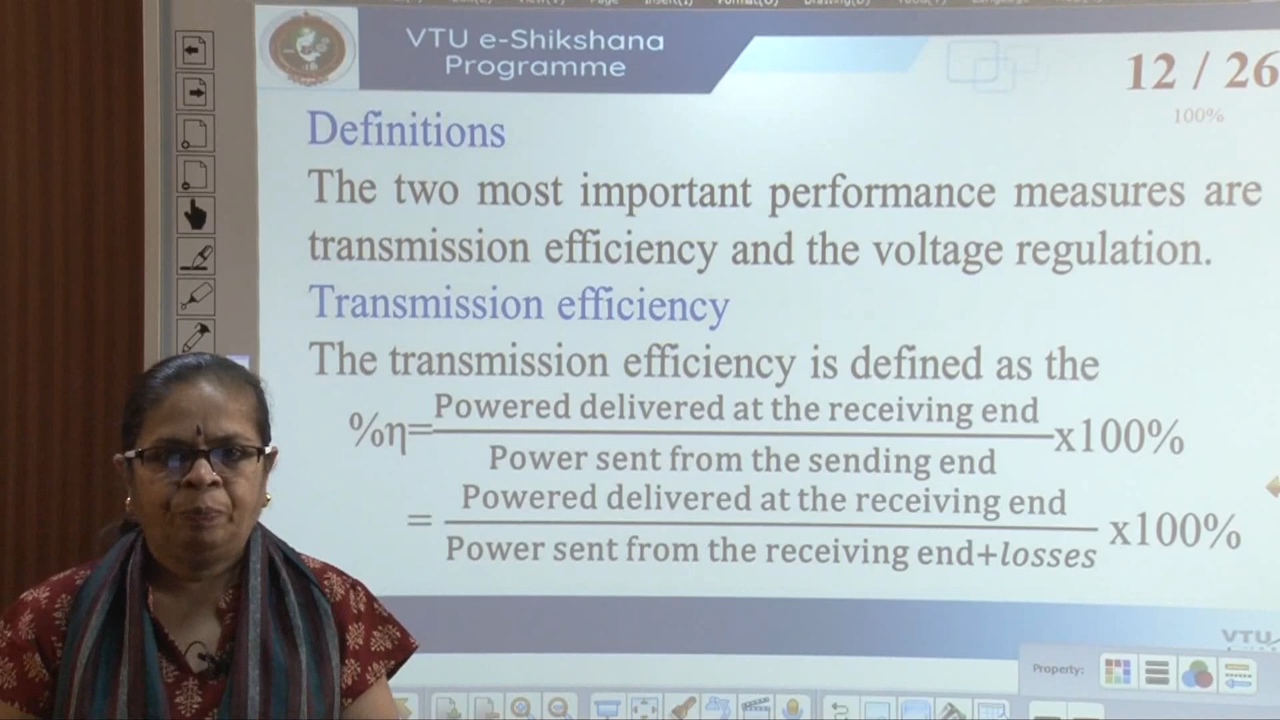 VTU e-Shikshana
Programme
12 / 26
100%
Definitions
The two most important performance measures are
transmission efficiency and the voltage regulation.
Transmission efficiency
The transmission efficiency is defined as the
%η= Powered delivered at the receiving end x100%
Power sent from the sending end
= Powered delivered at the receiving end x100%
Power sent from the receiving end+losses
VTU
Property: